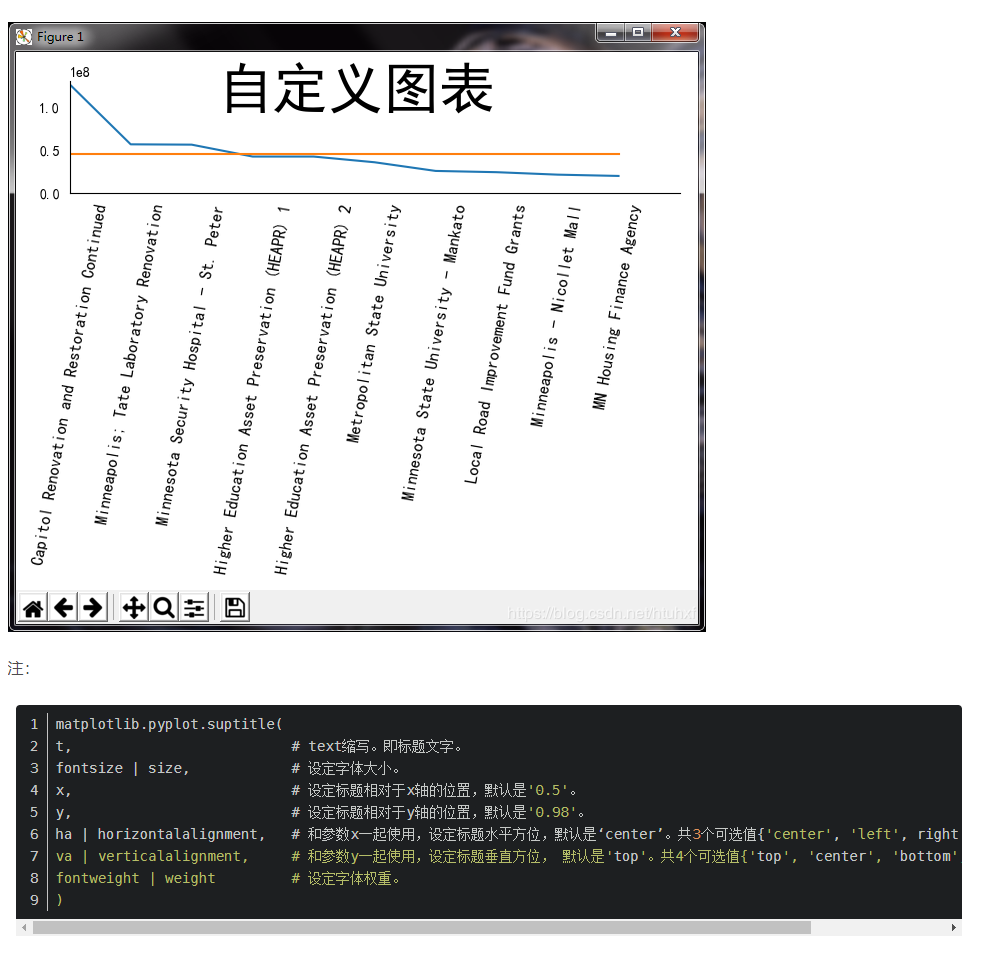 Figure 1
自定义图表
1e8
1.0
0.5
0.0
Capitol Renovation and Restoration Continued
Minneapolis; Tate Laboratory Renovation
Minnesota Security Hospital - St. Peter
Higher Education Asset Preservation (HEAPR) 1
Higher Education Asset Preservation (HEAPR) 2
Metropolitan State University
Minnesota State University - Mankato
Local Road Improvement Fund Grants
Minneapolis - Nicollet Mall
MN Housing Finance Agency
https://blog.csdn.net/htuhxf
注：
1 matplotlib.pyplot.suptitle(
2 t, # text缩写。即标题文字。
3 fontsize | size, # 设定字体大小。
4 x, # 设定标题相对于x轴的位置，默认是'0.5'。
5 y, # 设定标题相对于y轴的位置，默认是'0.98'。
6 ha | horizontalalignment, # 和参数x一起使用，设定标题水平方位，默认是‘center’。共3个可选值{'center', 'left', right
7 va | verticalalignment, # 和参数y一起使用，设定标题垂直方位， 默认是'top'。共4个可选值{'top', 'center', 'bottom'
8 fontweight | weight # 设定字体权重。
9 )